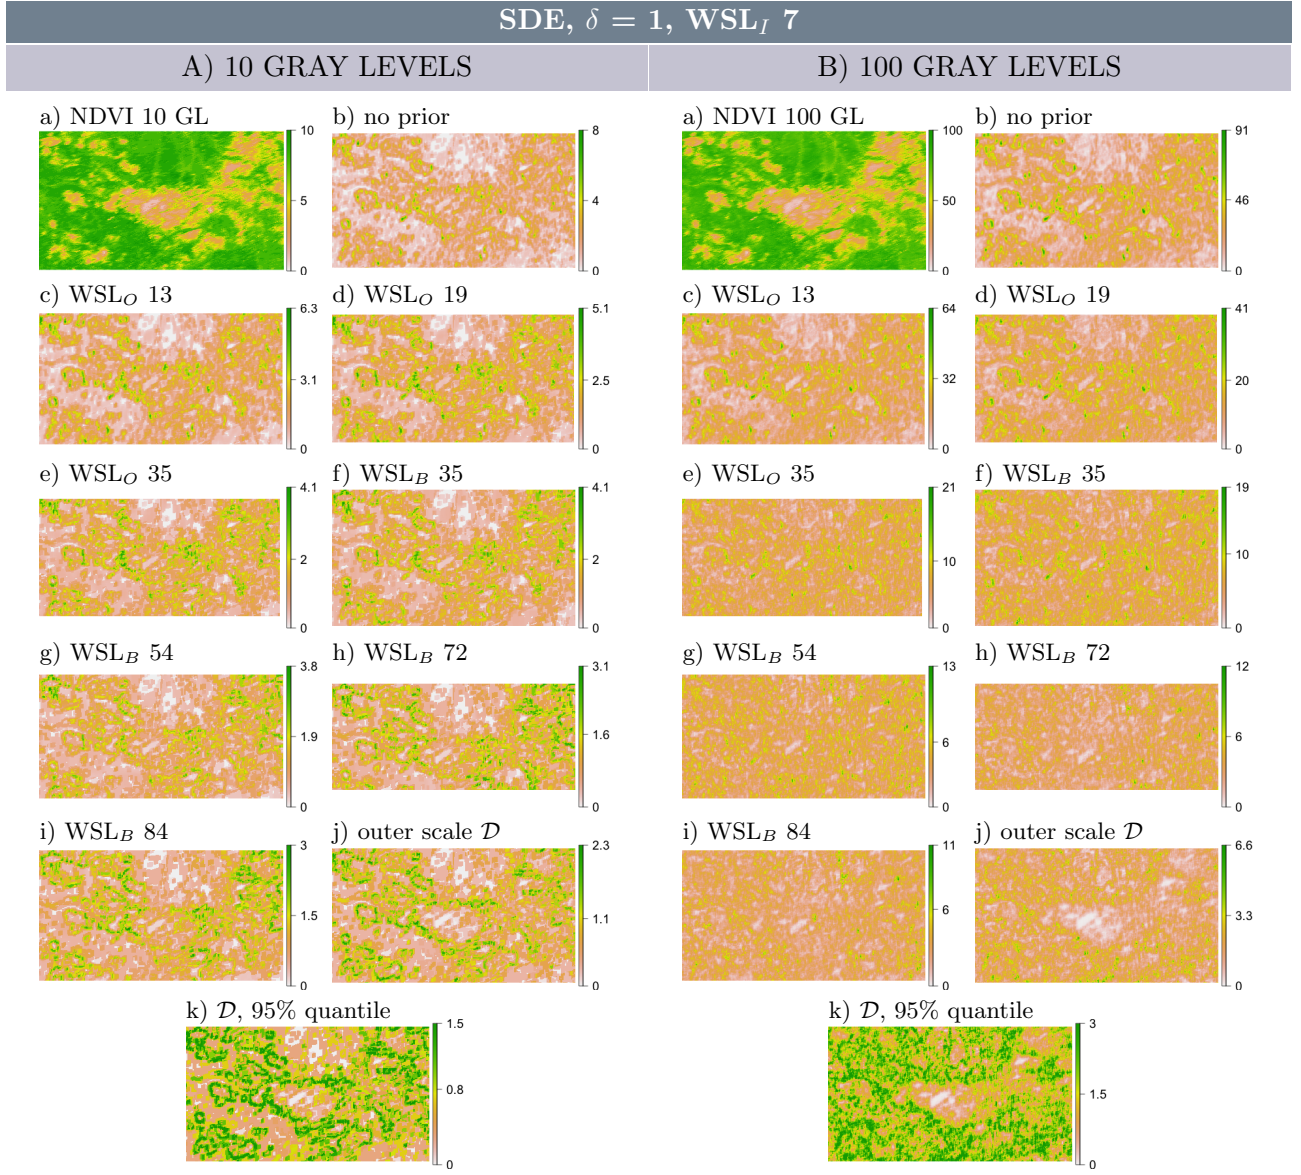 SDE, δ = 1, WSL_I 7
A) 10 GRAY LEVELS
B) 100 GRAY LEVELS
a) NDVI 10 GL
10
5
0
b) no prior
8
4
0
a) NDVI 100 GL
100
50
0
b) no prior
91
46
0
c) WSL_O 13
6.3
3.1
0
d) WSL_O 19
5.1
2.5
0
c) WSL_O 13
64
32
0
d) WSL_O 19
41
20
0
e) WSL_O 35
4.1
2
0
f) WSL_B 35
4.1
2
0
e) WSL_O 35
21
10
0
f) WSL_B 35
19
10
0
g) WSL_B 54
3.8
1.9
0
h) WSL_B 72
3.1
1.6
0
g) WSL_B 54
13
6
0
h) WSL_B 72
12
6
0
i) WSL_B 84
3
1.5
0
j) outer scale 𝒟
2.3
1.1
0
i) WSL_B 84
11
6
0
j) outer scale 𝒟
6.6
3.3
0
k) 𝒟, 95% quantile
1.5
0.8
0
k) 𝒟, 95% quantile
3
1.5
0